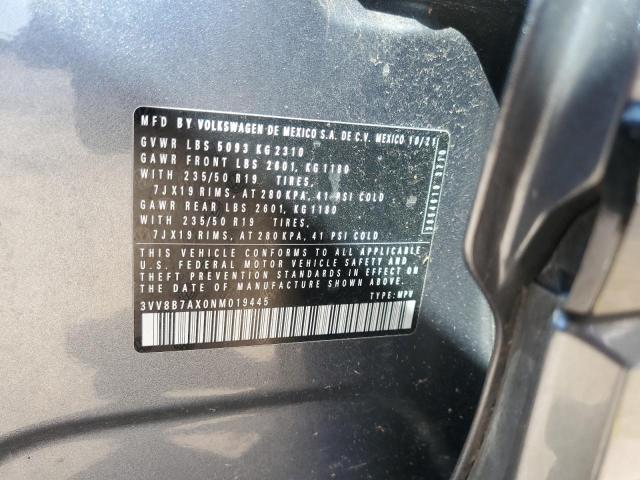 MFD BY VOLKSWAGEN DE MEXICO S.A. DE C.V. MEXICO 10/21
GVWR LBS 5093 KG 2310
GAWR FRONT LBS 2601, KG 1180
WITH 235/50 R19 TIRES,
7JX19 RIMS, AT 280 KPA, 41 PSI COLD
GAWR REAR LBS 2601, KG 1180
WITH 235/50 R19 TIRES,
7JX19 RIMS, AT 280 KPA, 41 PSI COLD
THIS VEHICLE CONFORMS TO ALL APPLICABLE
U.S. FEDERAL MOTOR VEHICLE SAFETY AND
THEFT PREVENTION STANDARDS IN EFFECT ON
THE DATE OF MANUFACTURE SHOWN ABOVE.
3VV8B7AX0NM019445 TYPE: MPV